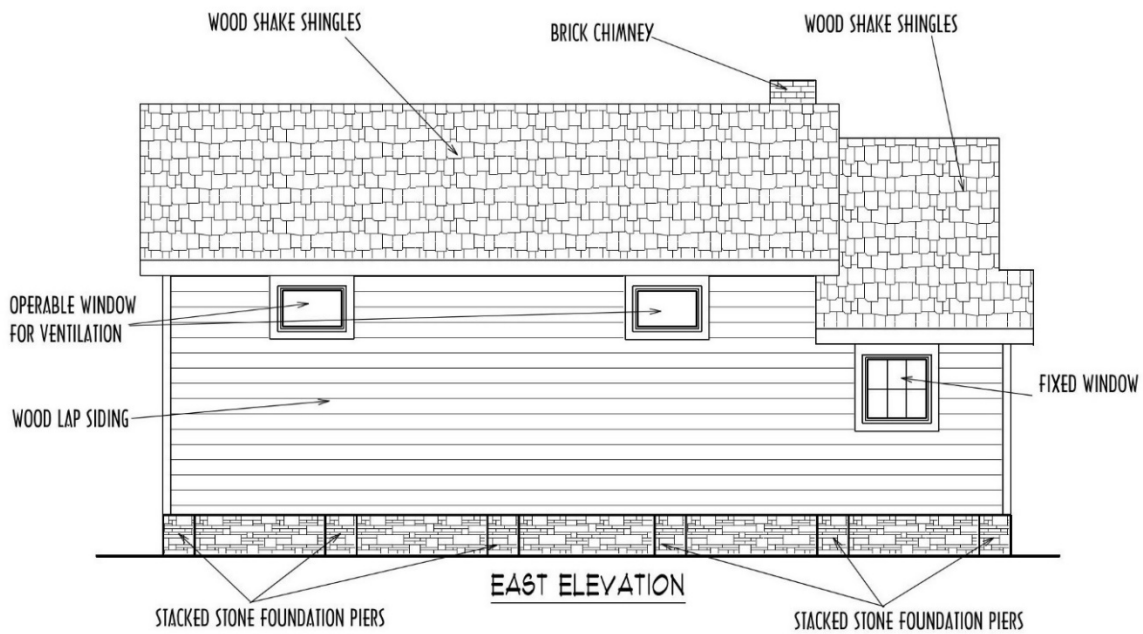 WOOD SHAKE SHINGLES
BRICK CHIMNEY
WOOD SHAKE SHINGLES
OPERABLE WINDOW
FOR VENTILATION
FIXED WINDOW
WOOD LAP SIDING
EAST ELEVATION
STACKED STONE FOUNDATION PIERS
STACKED STONE FOUNDATION PIERS